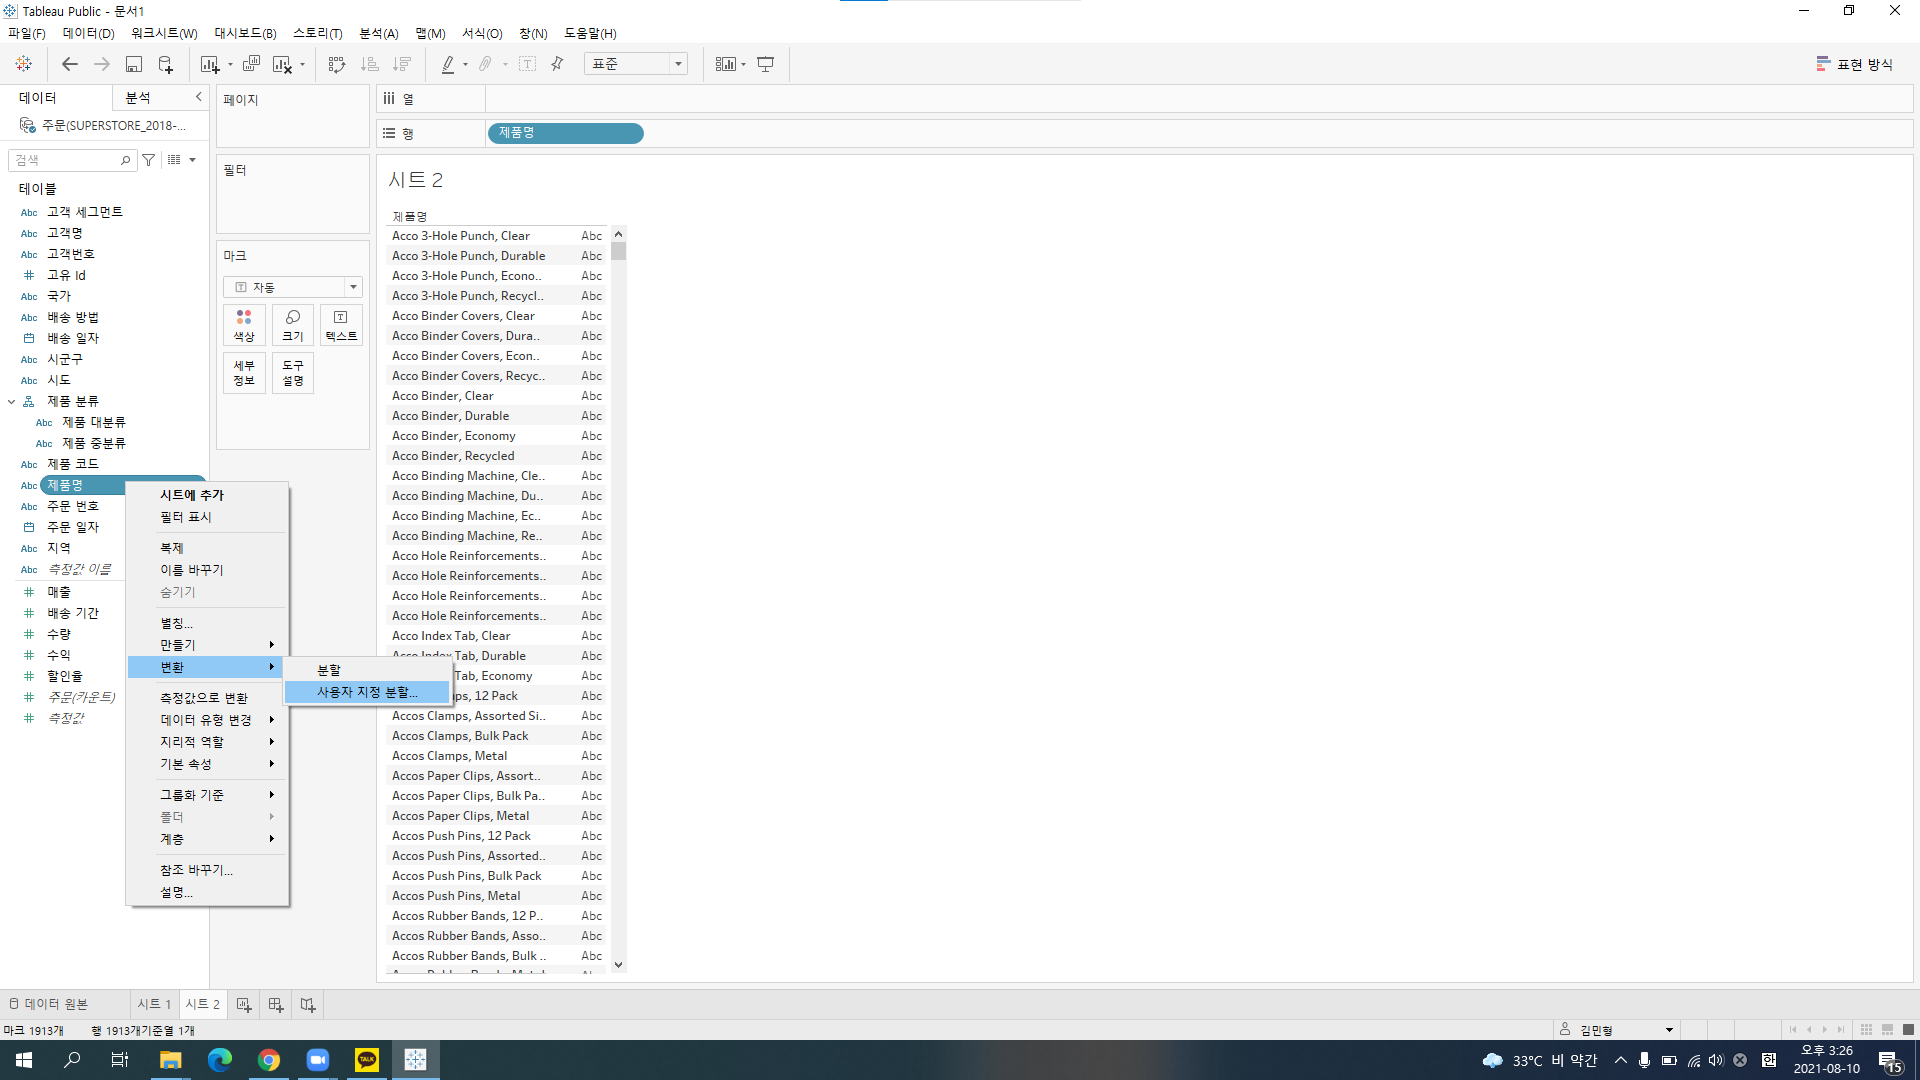 Tableau Public - 문서1
파일(F) 데이터(D) 워크시트(W) 대시보드(B) 스토리(T) 분석(A) 맵(M) 서식(O) 창(N) 도움말(H)
표준
표현 방식
데이터 분석
주문(SUPERSTORE_2018-...
검색
테이블
Abc 고객 세그먼트
Abc 고객명
Abc 고객번호
# 고유 Id
Abc 국가
Abc 배송 방법
배송 일자
Abc 시군구
Abc 시도
제품 분류
Abc 제품 대분류
Abc 제품 중분류
Abc 제품 코드
Abc 제품명
Abc 주문 번호
주문 일자
Abc 지역
Abc 측정값 이름
# 매출
# 배송 기간
# 수량
# 수익
# 할인율
# 주문(카운트)
# 측정값
시트에 추가
필터 표시
복제
이름 바꾸기
숨기기
별칭...
만들기
변환
측정값으로 변환
데이터 유형 변경
지리적 역할
기본 속성
그룹화 기준
폴더
계층
참조 바꾸기...
설명...
분할
사용자 지정 분할...
페이지
필터
마크
자동
색상 크기 텍스트
세부 정보
도구 설명
열
행 제품명
시트 2
제품명
Acco 3-Hole Punch, Clear Abc
Acco 3-Hole Punch, Durable Abc
Acco 3-Hole Punch, Econo.. Abc
Acco 3-Hole Punch, Recycl.. Abc
Acco Binder Covers, Clear Abc
Acco Binder Covers, Dura.. Abc
Acco Binder Covers, Econ.. Abc
Acco Binder Covers, Recyc.. Abc
Acco Binder, Clear Abc
Acco Binder, Durable Abc
Acco Binder, Economy Abc
Acco Binder, Recycled Abc
Acco Binding Machine, Cle.. Abc
Acco Binding Machine, Du.. Abc
Acco Binding Machine, Ec.. Abc
Acco Binding Machine, Re.. Abc
Acco Hole Reinforcements.. Abc
Acco Hole Reinforcements.. Abc
Acco Hole Reinforcements.. Abc
Acco Hole Reinforcements.. Abc
Acco Index Tab, Clear Abc
Acco Index Tab, Durable Abc
Tab, Economy Abc
ps, 12 Pack Abc
Accos Clamps, Assorted Si.. Abc
Accos Clamps, Bulk Pack Abc
Accos Clamps, Metal Abc
Accos Paper Clips, Assort.. Abc
Accos Paper Clips, Bulk Pa.. Abc
Accos Paper Clips, Metal Abc
Accos Push Pins, 12 Pack Abc
Accos Push Pins, Assorted.. Abc
Accos Push Pins, Bulk Pack Abc
Accos Push Pins, Metal Abc
Accos Rubber Bands, 12 P.. Abc
Accos Rubber Bands, Asso.. Abc
Accos Rubber Bands, Bulk .. Abc
데이터 원본 시트 1 시트 2
마크 1913개 행 1913개기준열 1개
김민형
TALK
33°C 비 약간
한
오후 3:26
2021-08-10
15